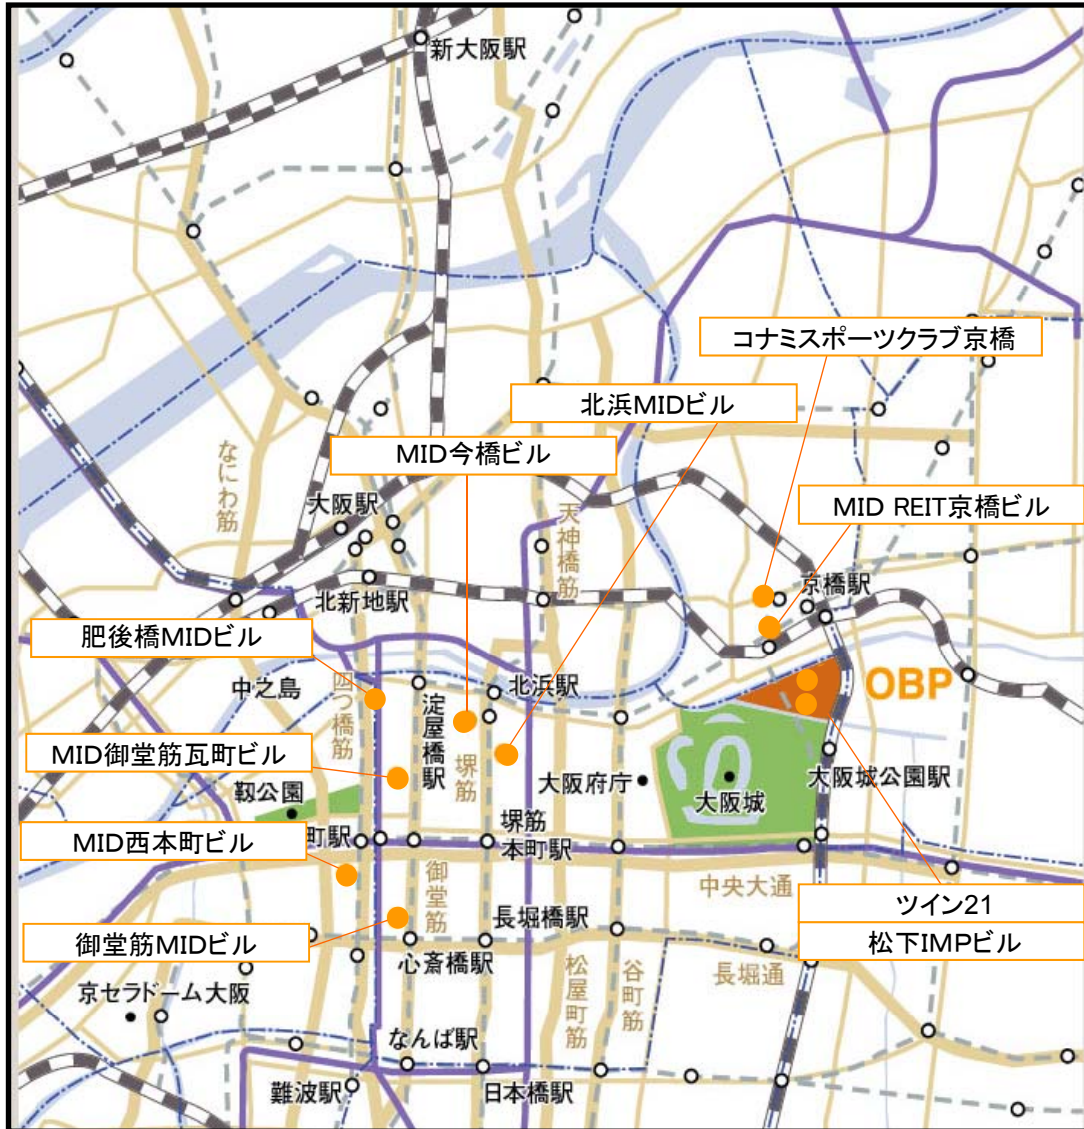 新大阪駅
コナミスポーツクラブ京橋
北浜MIDビル
MID今橋ビル
なにわ筋
大阪駅
天神橋筋
MID REIT京橋ビル
京橋駅
北新地駅
肥後橋MIDビル
中之島
四つ橋筋
淀屋橋駅
北浜駅
OBP
堺筋
MID御堂筋瓦町ビル
靱公園
大阪府庁
大阪城
大阪城公園駅
町駅
堺筋
本町駅
MID西本町ビル
御堂筋
中央大通
ツイン21
松下IMPビル
御堂筋MIDビル
長堀橋駅
心斎橋駅
松屋町筋
谷町筋
長堀通
京セラドーム大阪
なんば駅
難波駅
日本橋駅